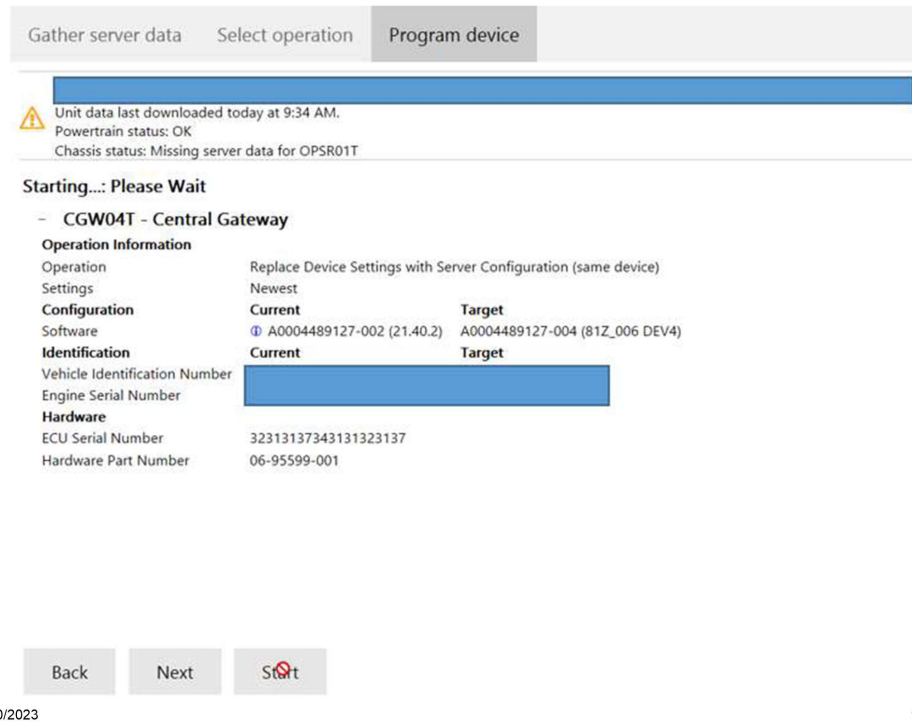 Gather server data Select operation Program device
Unit data last downloaded today at 9:34 AM.
Powertrain status: OK
Chassis status: Missing server data for OPSR01T
Starting...: Please Wait
− CGW04T - Central Gateway
Operation Information
Operation Replace Device Settings with Server Configuration (same device)
Settings Newest
Configuration Current Target
Software A0004489127-002 (21.40.2) A0004489127-004 (81Z_006 DEV4)
Identification Current Target
Vehicle Identification Number
Engine Serial Number
Hardware
ECU Serial Number 32313137343131323137
Hardware Part Number 06-95599-001
Back Next Start
0/2023